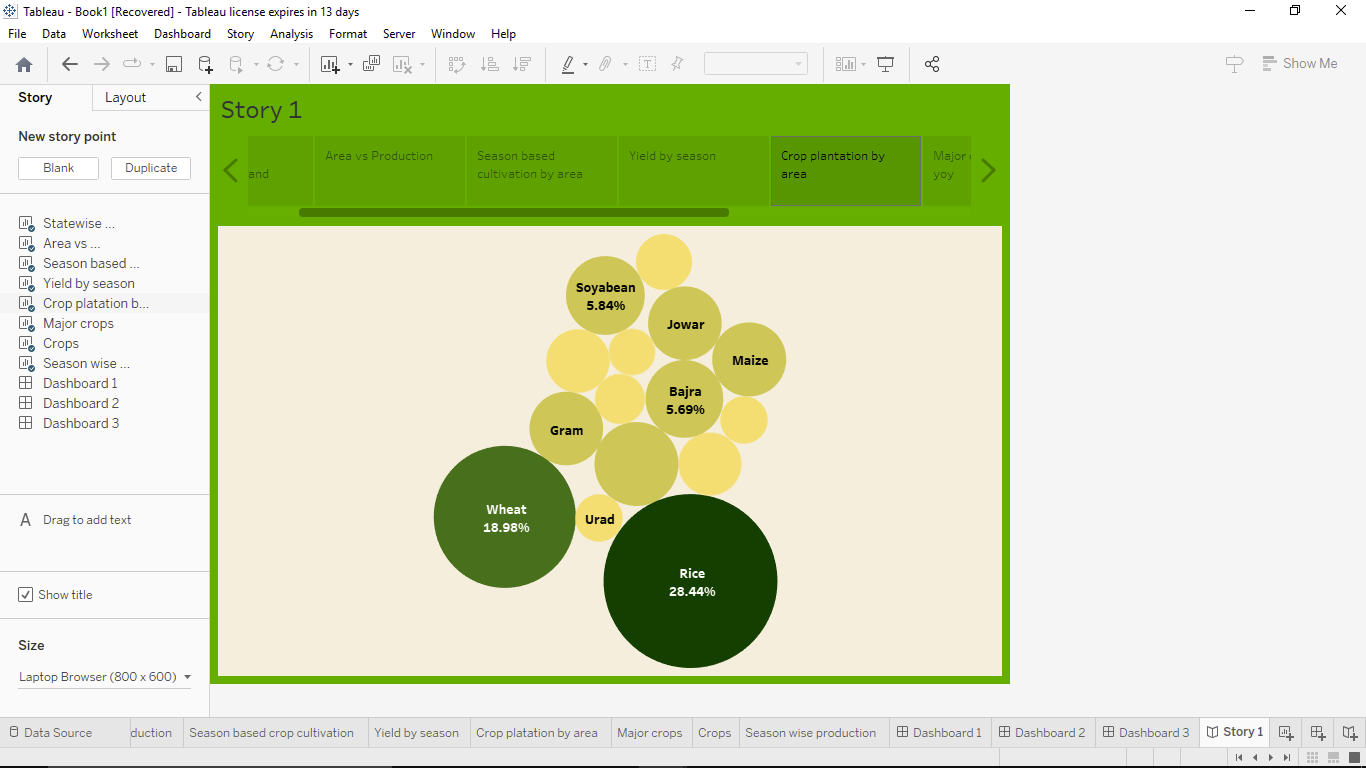 Tableau - Book1 [Recovered] - Tableau license expires in 13 days
File Data Worksheet Dashboard Story Analysis Format Server Window Help
Show Me
Story Layout
New story point
Blank Duplicate
Statewise ...
Area vs ...
Season based ...
Yield by season
Crop platation b...
Major crops
Crops
Season wise ...
Dashboard 1
Dashboard 2
Dashboard 3
A Drag to add text
Show title
Size
Laptop Browser (800 x 600)
Story 1
and
Area vs Production
Season based
cultivation by area
Yield by season
Crop plantation by
area
Major
yoy
Soyabean
5.84%
Jowar
Maize
Bajra
5.69%
Gram
Wheat
18.98%
Urad
Rice
28.44%
Data Source duction Season based crop cultivation Yield by season Crop platation by area Major crops Crops Season wise production Dashboard 1 Dashboard 2 Dashboard 3 Story 1